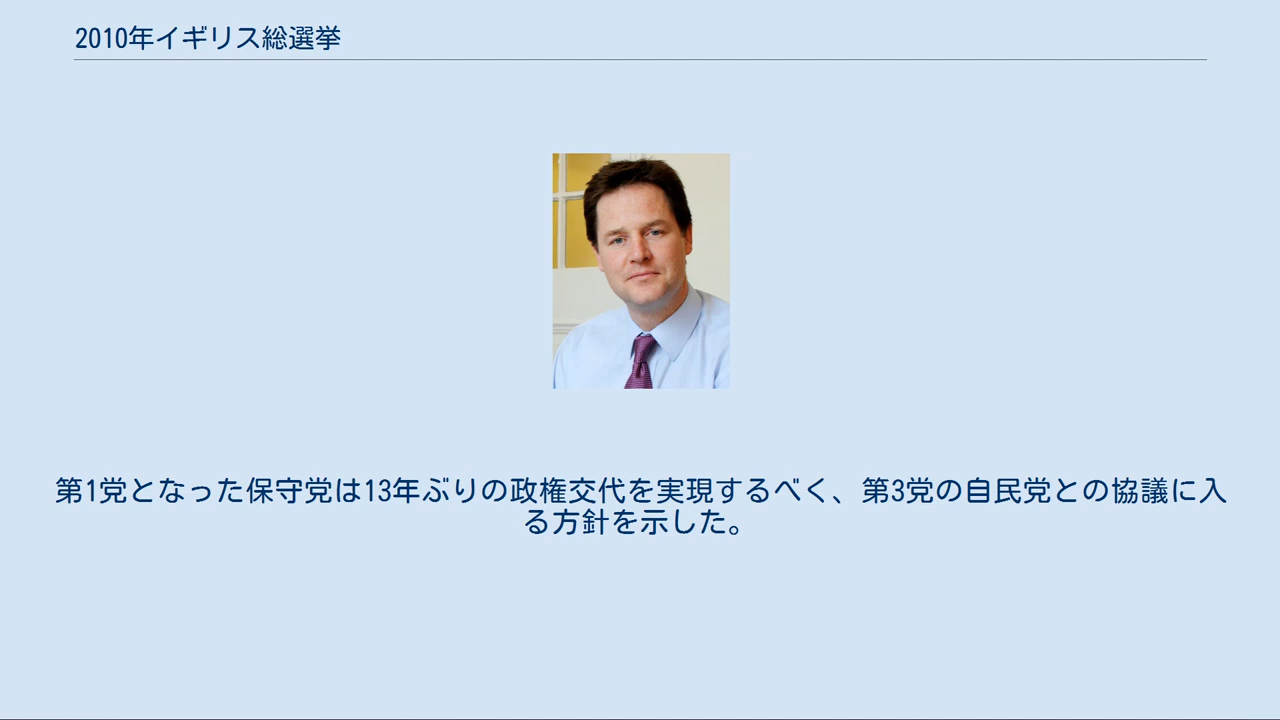 2010年イギリス総選挙
第1党となった保守党は13年ぶりの政権交代を実現するべく、第3党の自民党との協議に入
る方針を示した。